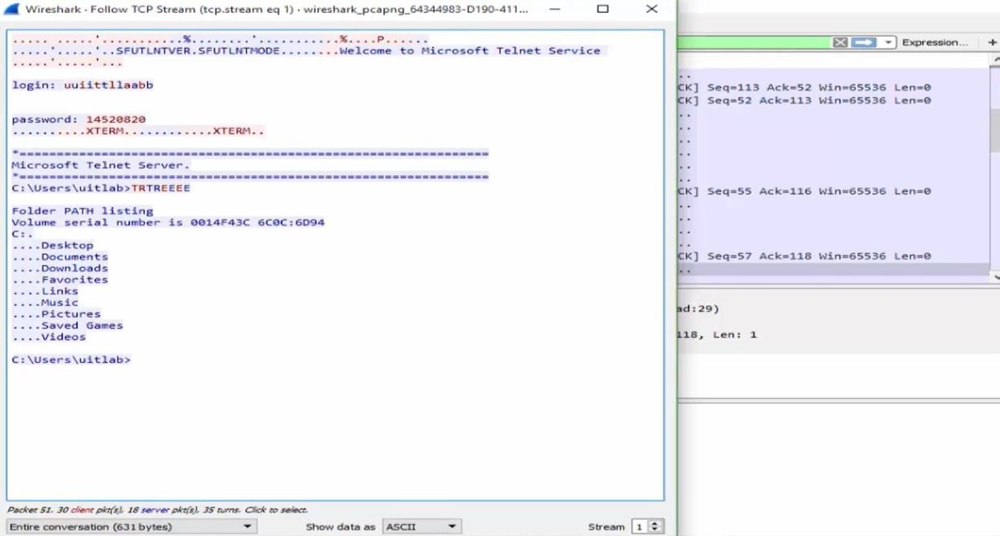 Wireshark · Follow TCP Stream (tcp.stream eq 1) · wireshark_pcapng_64344983-D190-411...
..... .....'...........%........'...........%....P......
.....'.....'..SFUTLNTVER.SFUTLNTMODE........Welcome to Microsoft Telnet Service
.....'.....'...
login: uuiittllaabb
password: 14520820
..........XTERM............XTERM..
*===============================================================
Microsoft Telnet Server.
*===============================================================
C:\Users\uitlab>TRTREEEE
Folder PATH listing
Volume serial number is 0014F43C 6C0C:6D94
C:.
....Desktop
....Documents
....Downloads
....Favorites
....Links
....Music
....Pictures
....Saved Games
....Videos
C:\Users\uitlab>
Packet 51. 30 client pkt(s), 18 server pkt(s), 35 turns. Click to select.
Entire conversation (631 bytes) Show data as ASCII Stream 1
Expression... +
..
CK] Seq=113 Ack=52 Win=65536 Len=0
CK] Seq=52 Ack=113 Win=65536 Len=0
..
..
..
..
..
..
CK] Seq=55 Ack=116 Win=65536 Len=0
..
..
..
..
CK] Seq=57 Ack=118 Win=65536 Len=0
..
ad:29)
118, Len: 1